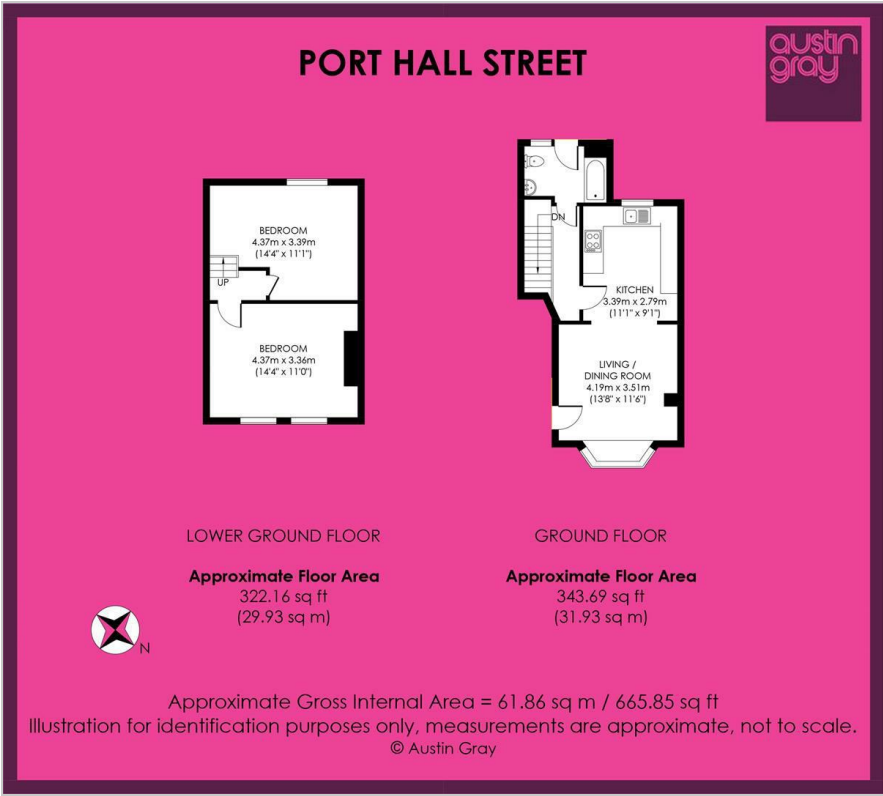 PORT HALL STREET
austin
gray
BEDROOM
4.37m x 3.39m
(14'4" x 11'1")
UP
BEDROOM
4.37m x 3.36m
(14'4" x 11'0")
DN
KITCHEN
3.39m x 2.79m
(11'1" x 9'1")
LIVING /
DINING ROOM
4.19m x 3.51m
(13'8" x 11'6")
LOWER GROUND FLOOR
Approximate Floor Area
322.16 sq ft
(29.93 sq m)
GROUND FLOOR
Approximate Floor Area
343.69 sq ft
(31.93 sq m)
N
Approximate Gross Internal Area = 61.86 sq m / 665.85 sq ft
Illustration for identification purposes only, measurements are approximate, not to scale.
© Austin Gray